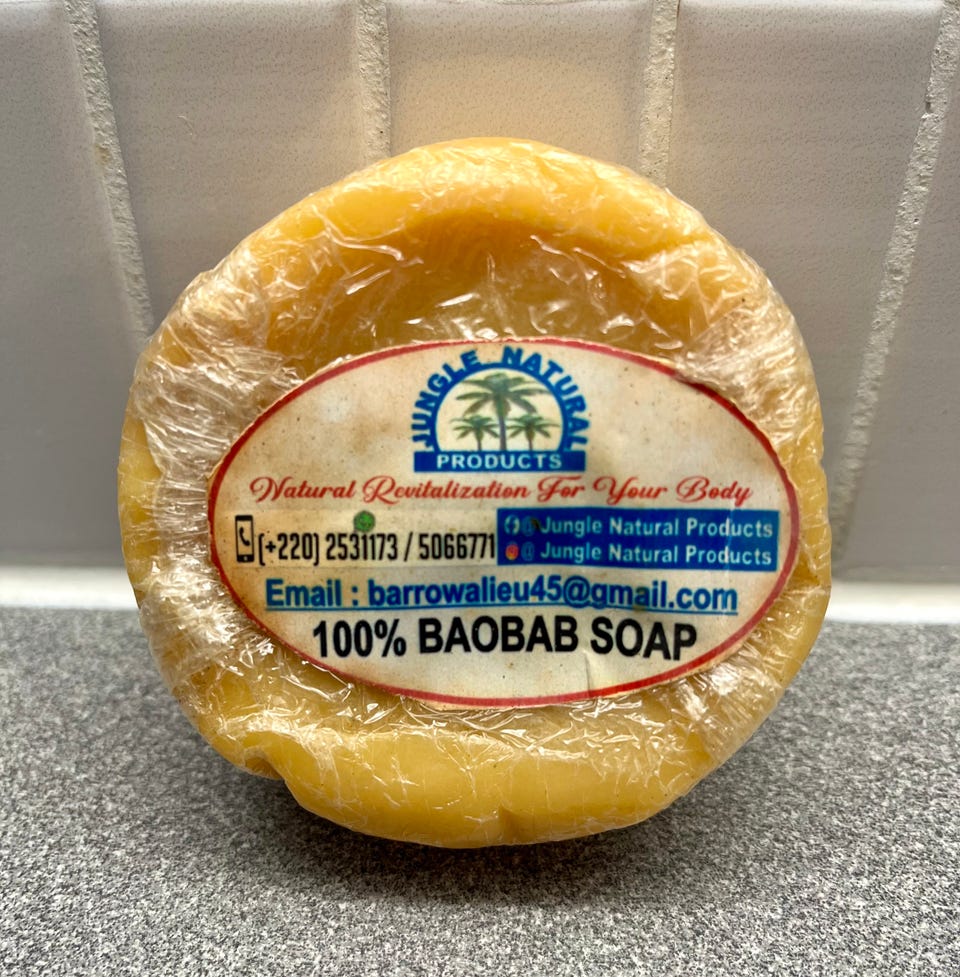 JUNGLE NATURAL
PRODUCTS
Natural Revitalization For Your Body
(+220) 2531173 / 5066771
@ Jungle Natural Products
@ Jungle Natural Products
Email : barrowalieu45@gmail.com
100% BAOBAB SOAP